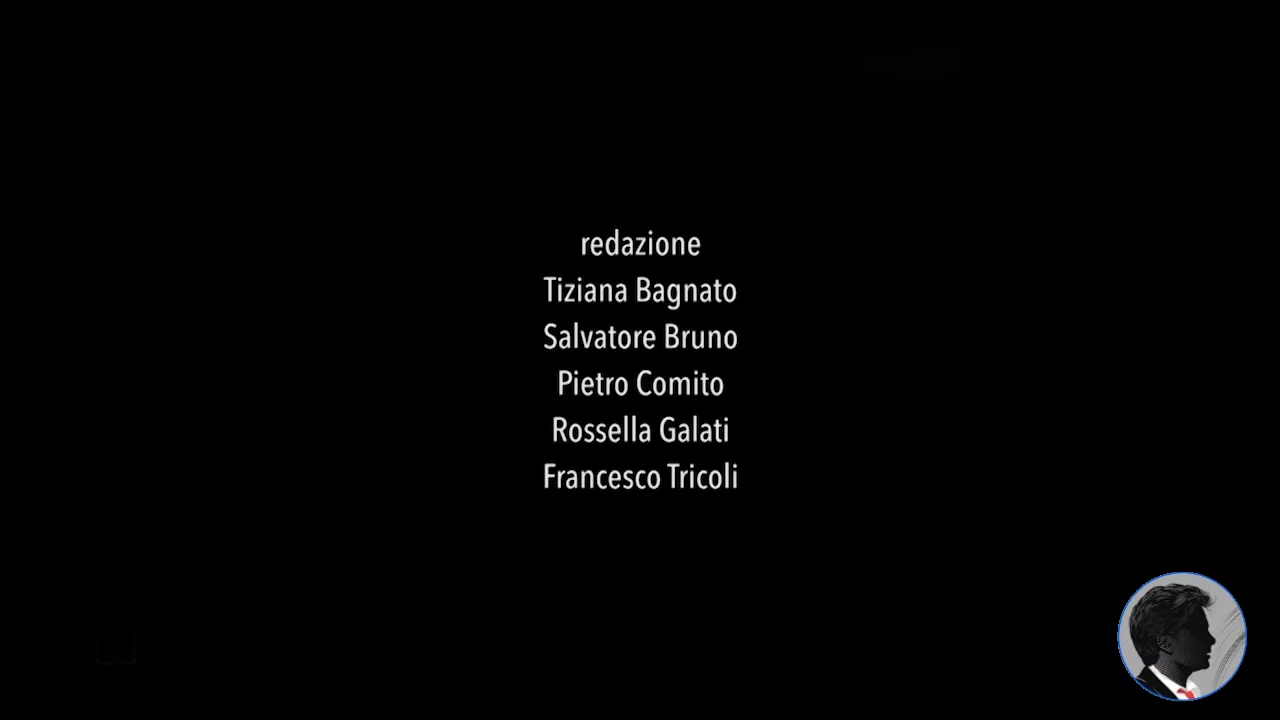 redazione
Tiziana Bagnato
Salvatore Bruno
Pietro Comito
Rossella Galati
Francesco Tricoli